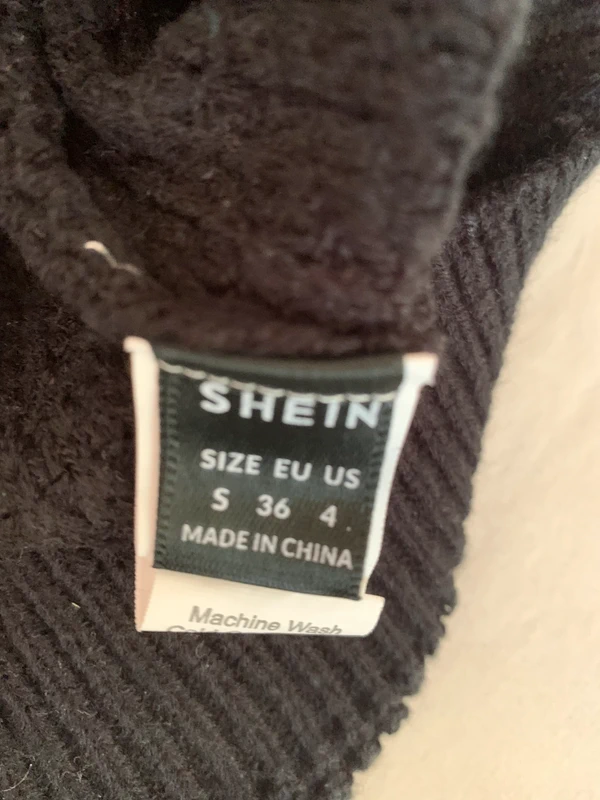 SHEIN
SIZE EU US
S 36 4
MADE IN CHINA
Machine Wash